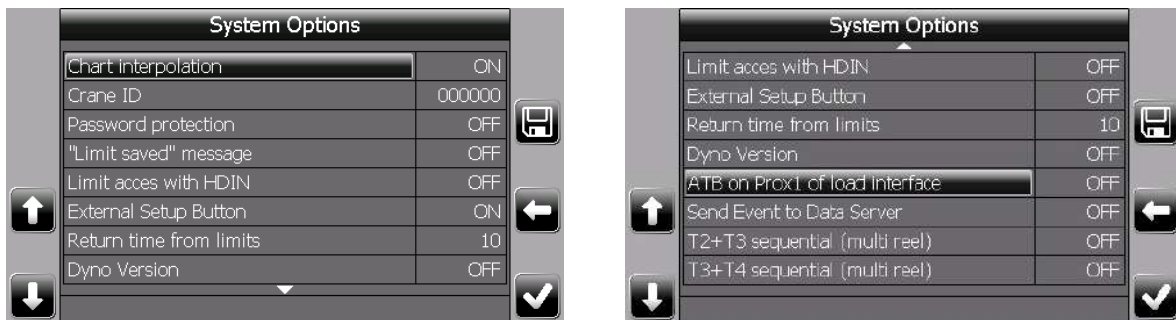 System Options
Chart interpolation ON
Crane ID 000000
Password protection OFF
"Limit saved" message OFF
Limit acces with HDIN OFF
External Setup Button ON
Return time from limits 10
Dyno Version OFF
System Options
Limit acces with HDIN OFF
External Setup Button OFF
Return time from limits 10
Dyno Version OFF
ATB on Prox1 of load interface OFF
Send Event to Data Server OFF
T2+T3 sequential (multi reel) OFF
T3+T4 sequential (multi reel) OFF